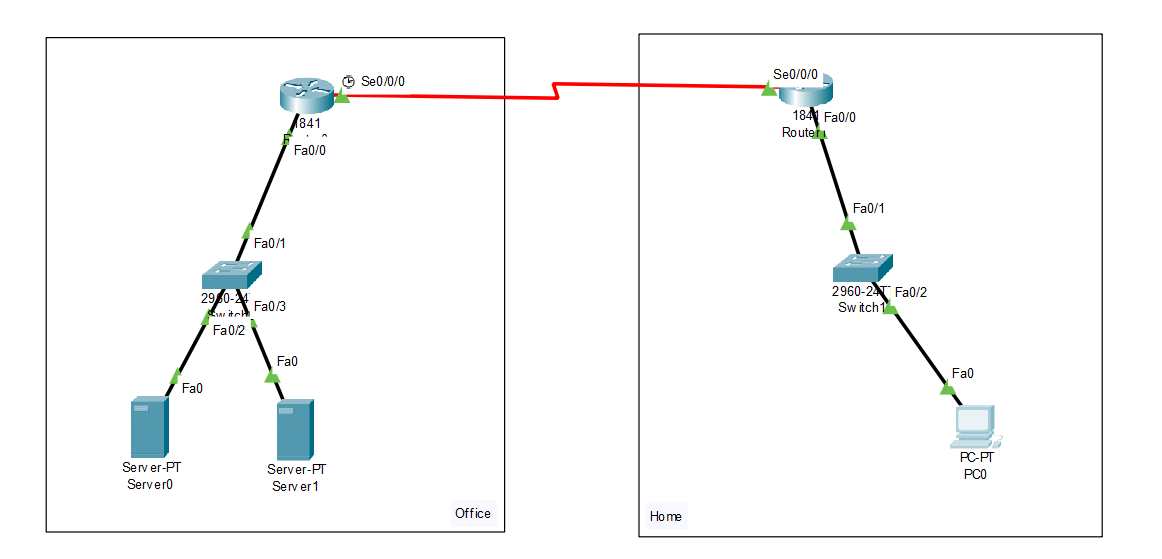 Se0/0/0
1841
Fa0/0
Fa0/1
2960-24
Fa0/3
Fa0/2
Fa0
Fa0
Server-PT
Server0
Server-PT
Server1
Office
Se0/0/0
1841
Fa0/0
Router
Fa0/1
2960-24T
Fa0/2
Switch1
Fa0
PC-PT
PC0
Home